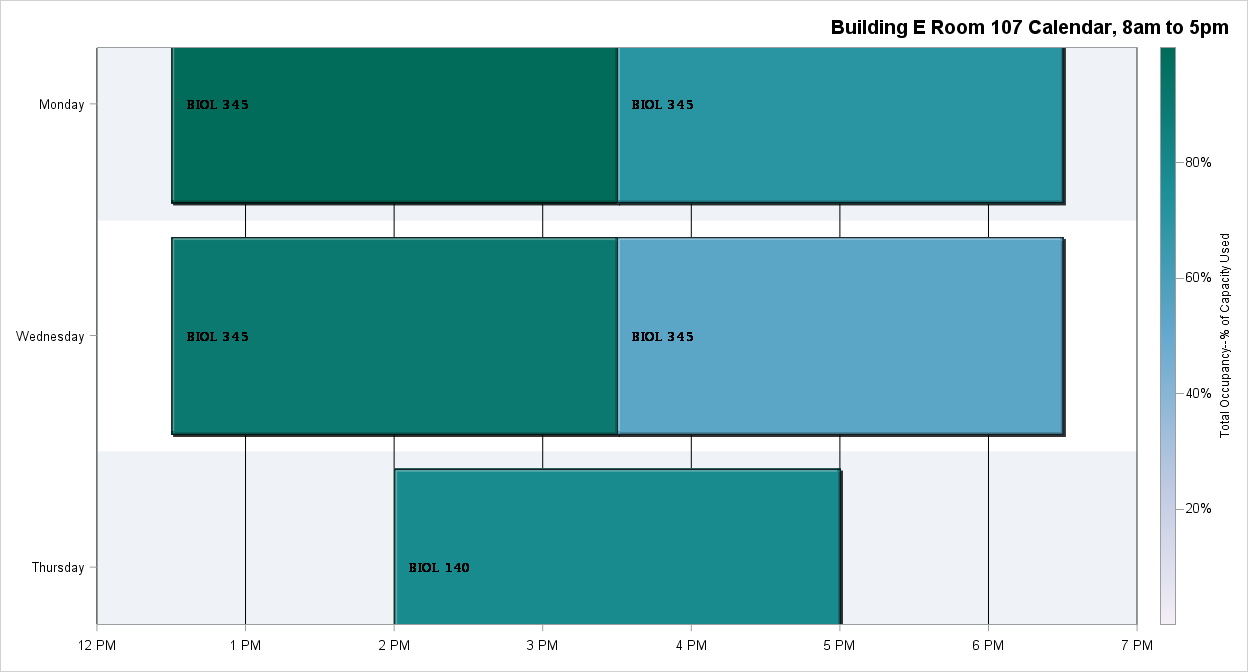 Building E Room 107 Calendar, 8am to 5pm
Monday
BIOL 345
BIOL 345
Wednesday
BIOL 345
BIOL 345
Thursday
BIOL 140
12 PM
1 PM
2 PM
3 PM
4 PM
5 PM
6 PM
7 PM
80%
60%
40%
20%
Total Occupancy--% of Capacity Used